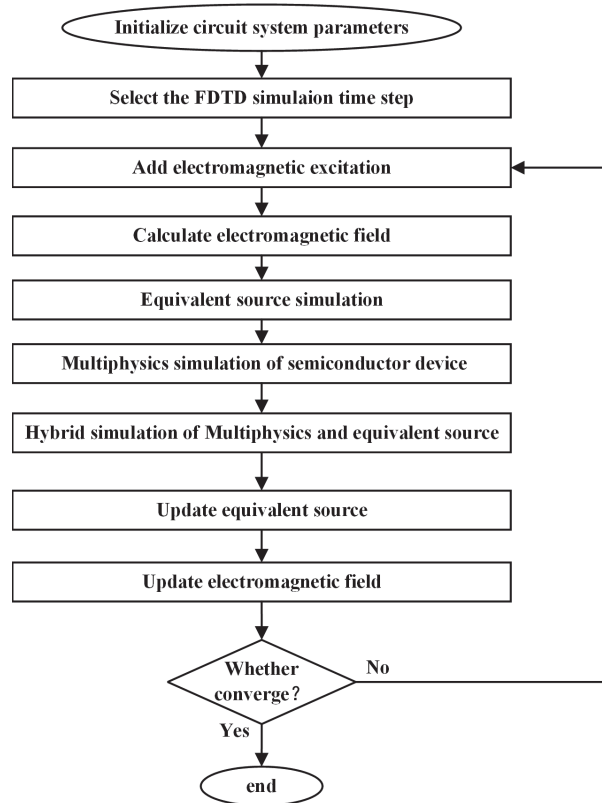 Initialize circuit system parameters
Select the FDTD simulaion time step
Add electromagnetic excitation
Calculate electromagnetic field
Equivalent source simulation
Multiphysics simulation of semiconductor device
Hybrid simulation of Multiphysics and equivalent source
Update equivalent source
Update electromagnetic field
Whether
converge?
No
Yes
end